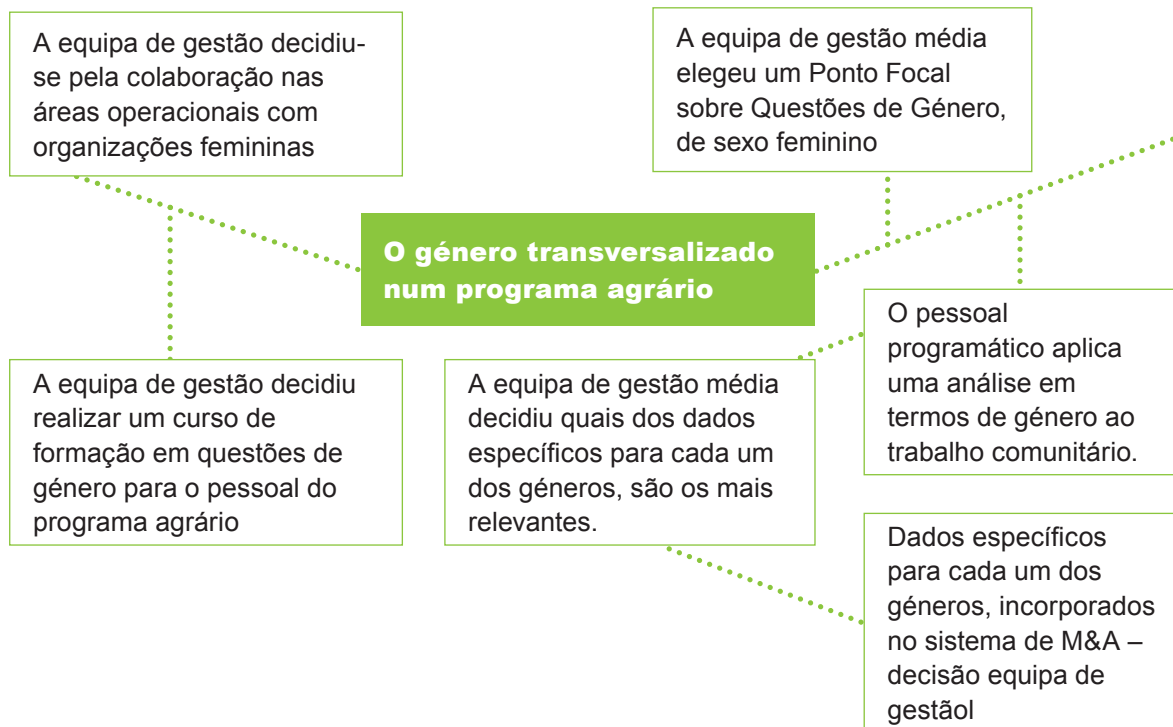 A equipa de gestão decidiu-
se pela colaboração nas
áreas operacionais com
organizações femininas
A equipa de gestão média
elegeu um Ponto Focal
sobre Questões de Género,
de sexo feminino
O género transversalizado
num programa agrário
A equipa de gestão decidiu
realizar um curso de
formação em questões de
género para o pessoal do
programa agrário
A equipa de gestão média
decidiu quais dos dados
específicos para cada um
dos géneros, são os mais
relevantes.
O pessoal
programático aplica
uma análise em
termos de género ao
trabalho comunitário.
Dados específicos
para cada um dos
géneros, incorporados
no sistema de M&A –
decisão equipa de
gestãol